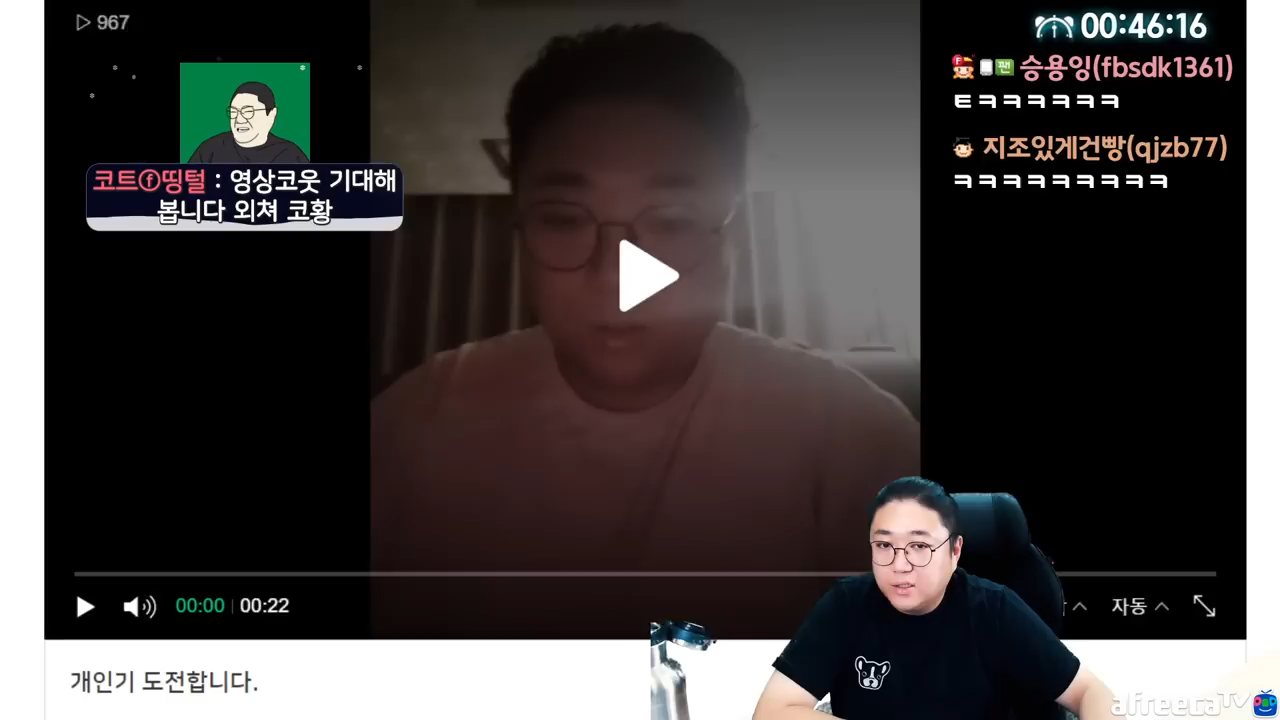 967
00:46:16
승용잉(fbsdk1361)
ㅌㅋㅋㅋㅋㅋㅋ
지조있게건빵(qjzb77)
ㅋㅋㅋㅋㅋㅋㅋㅋㅋ
코트ⓕ띵털 : 영상코웃 기대해
봅니다 외쳐 코황
00:00 | 00:22
자동
개인기 도전합니다.
afreecaTV